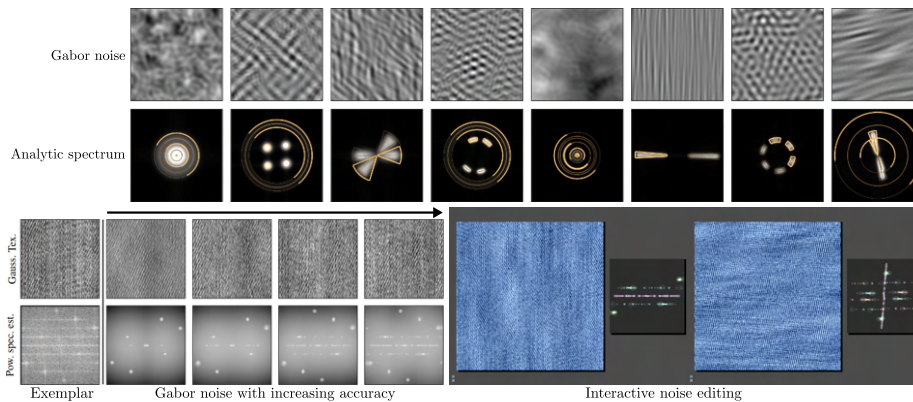 Gabor noise
Analytic spectrum
Gauss. Tex.
Pow. spec. est.
Exemplar
Gabor noise with increasing accuracy
Interactive noise editing